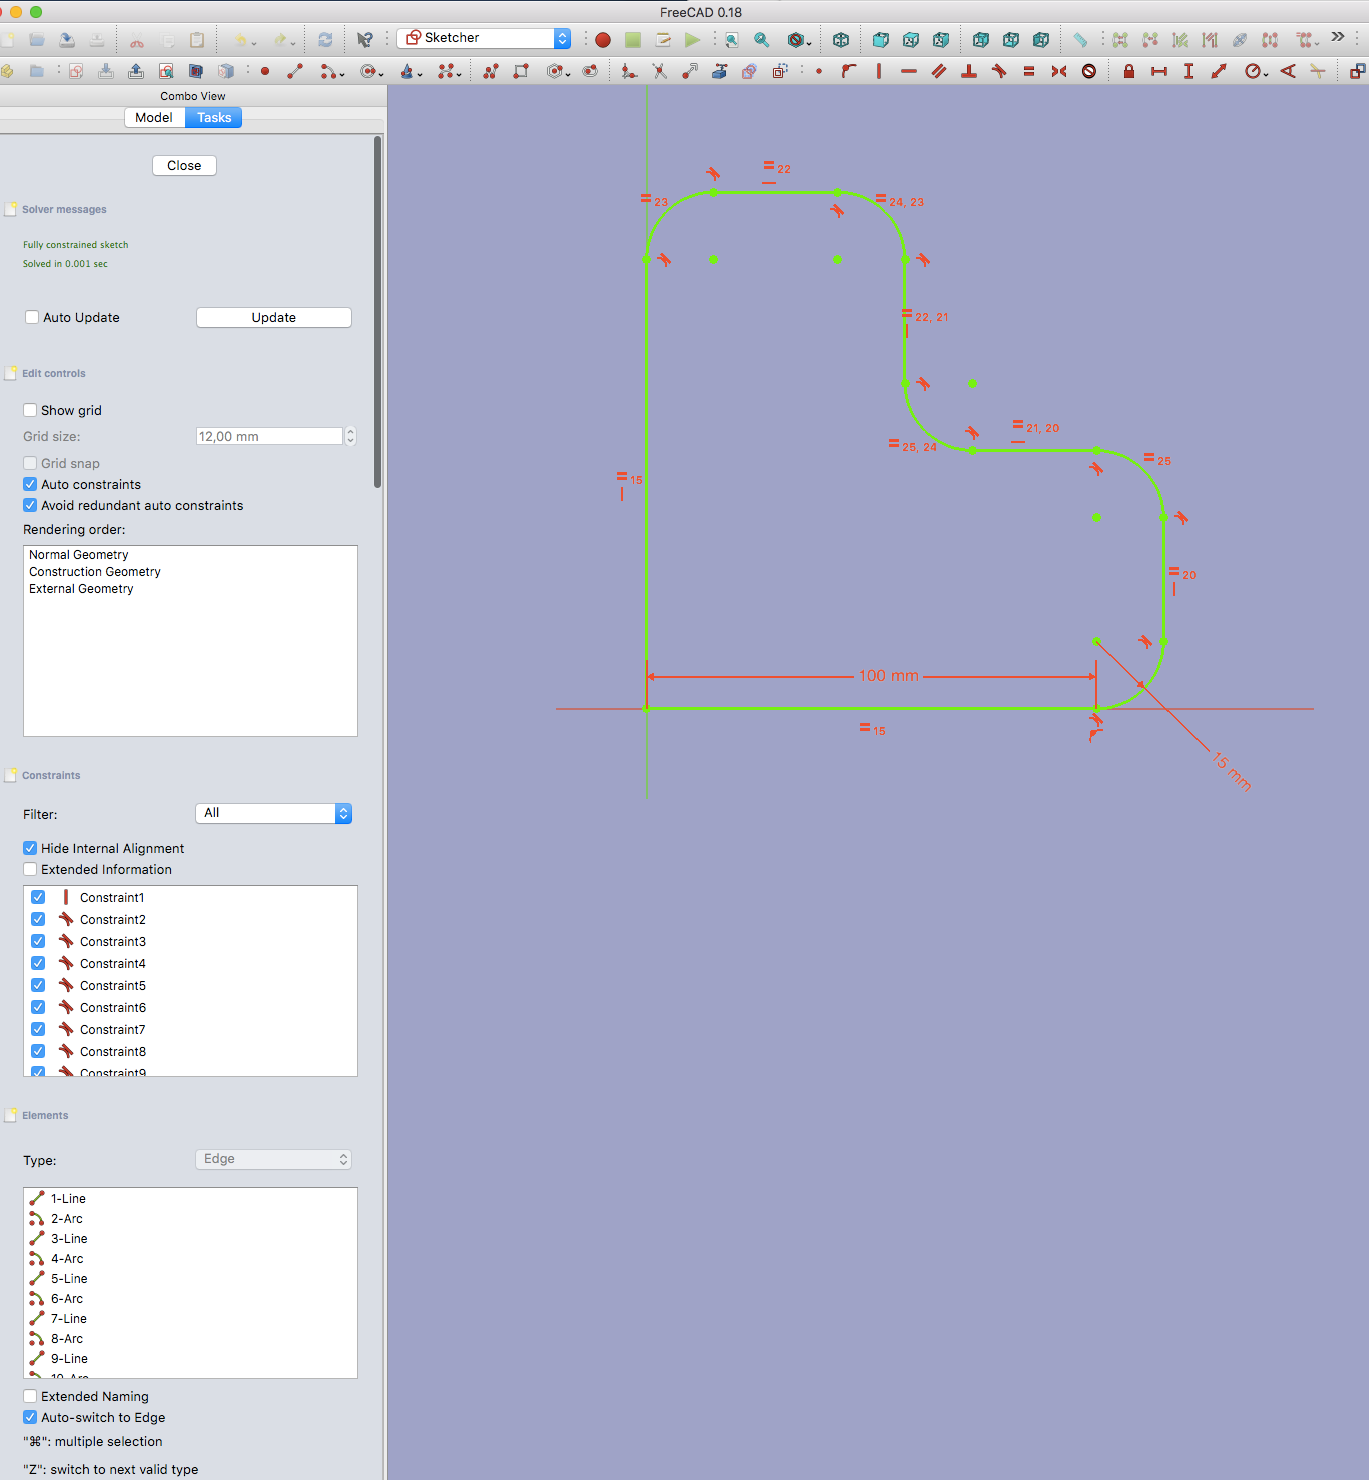 FreeCAD 0.18
Sketcher
Combo View
Model Tasks
Close
Solver messages
Fully constrained sketch
Solved in 0.001 sec
Auto Update Update
Edit controls
Show grid
Grid size: 12,00 mm
Grid snap
Auto constraints
Avoid redundant auto constraints
Rendering order:
Normal Geometry
Construction Geometry
External Geometry
Constraints
Filter: All
Hide Internal Alignment
Extended Information
Constraint1
Constraint2
Constraint3
Constraint4
Constraint5
Constraint6
Constraint7
Constraint8
Constraint9
Elements
Type: Edge
1-Line
2-Arc
3-Line
4-Arc
5-Line
6-Arc
7-Line
8-Arc
9-Line
10-Arc
Extended Naming
Auto-switch to Edge
"⌘": multiple selection
"Z": switch to next valid type
22
23
24, 23
22, 21
21, 20
25, 24
25
15
20
100 mm
15
15 mm